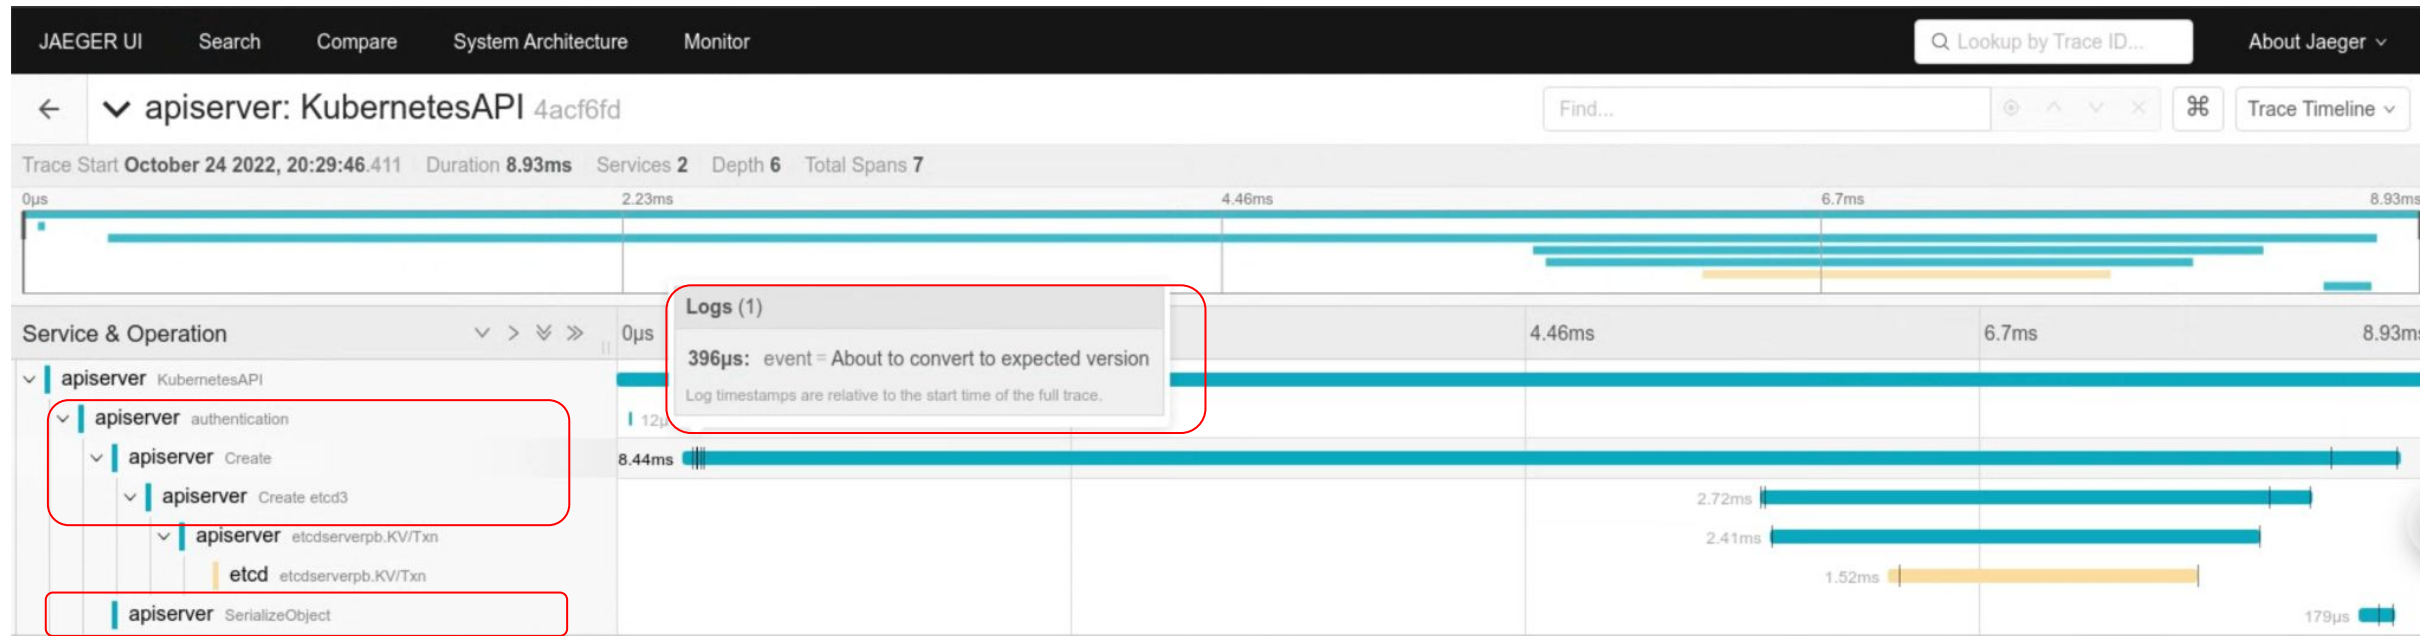 JAEGER UI Search Compare System Architecture Monitor Lookup by Trace ID... About Jaeger
apiserver: KubernetesAPI 4acf6fd Find... Trace Timeline
Trace Start October 24 2022, 20:29:46.411 Duration 8.93ms Services 2 Depth 6 Total Spans 7
0μs 2.23ms 4.46ms 6.7ms 8.93ms
Logs (1)
Service & Operation 0μs 4.46ms 6.7ms 8.93ms
396μs: event = About to convert to expected version
apiserver KubernetesAPI
Log timestamps are relative to the start time of the full trace.
apiserver authentication
apiserver Create 8.44ms
apiserver Create etcd3 2.72ms
apiserver etcdserverpb.KV/Txn 2.41ms
etcd etcdserverpb.KV/Txn 1.52ms
apiserver SerializeObject 179μs